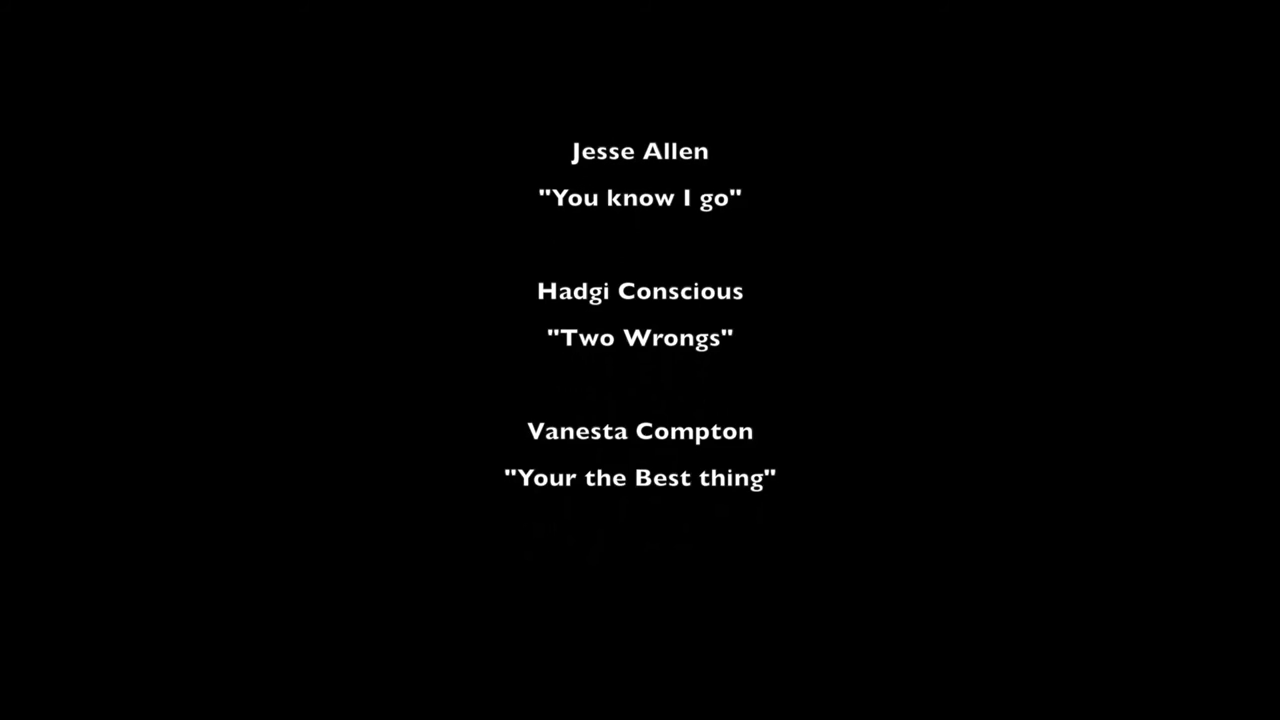 Jesse Allen
"You know I go"
Hadgi Conscious
"Two Wrongs"
Vanesta Compton
"Your the Best thing"